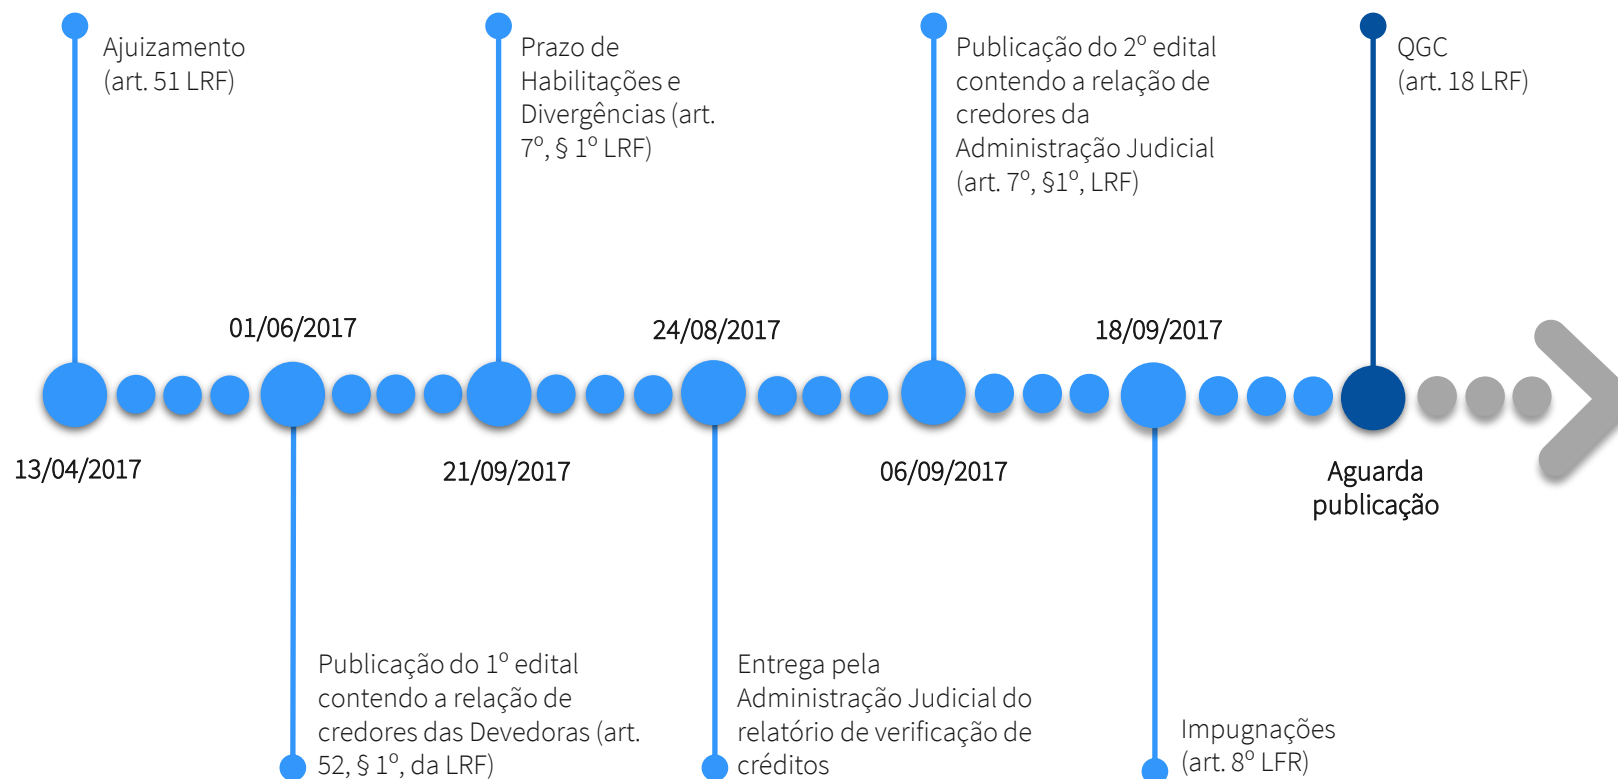 Ajuizamento
(art. 51 LRF)
13/04/2017
01/06/2017
Publicação do 1º edital
contendo a relação de
credores das Devedoras (art.
52, § 1º, da LRF)
Prazo de
Habilitações e
Divergências (art.
7º, § 1º LRF)
21/09/2017
24/08/2017
Entrega pela
Administração Judicial do
relatório de verificação de
créditos
Publicação do 2º edital
contendo a relação de
credores da
Administração Judicial
(art. 7º, §1º, LRF)
06/09/2017
18/09/2017
Impugnações
(art. 8º LFR)
QGC
(art. 18 LRF)
Aguarda
publicação